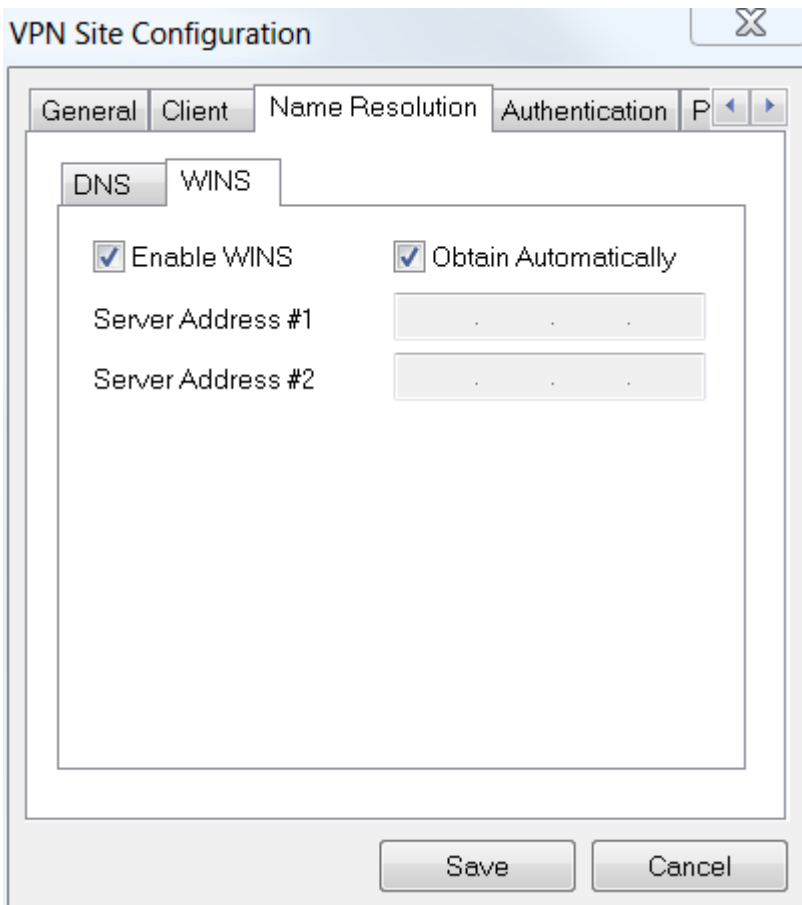 VPN Site Configuration
General Client Name Resolution Authentication P
DNS WINS
Enable WINS Obtain Automatically
Server Address #1 . . .
Server Address #2 . . .
Save Cancel